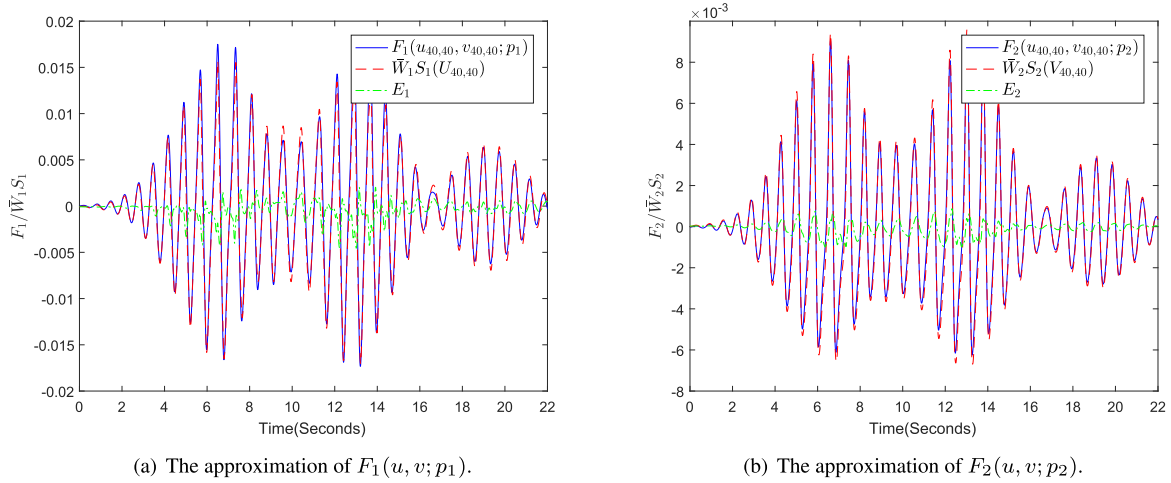 0.02
0.015
0.01
0.005
0
-0.005
-0.01
-0.015
-0.02
F₁/W̄₁S₁
0 2 4 6 8 10 12 14 16 18 20 22
Time(Seconds)
F₁(u₄₀,₄₀, v₄₀,₄₀; p₁)
W̄₁S₁(U₄₀,₄₀)
E₁
(a) The approximation of F₁(u, v; p₁).
×10⁻³
8
6
4
2
0
-2
-4
-6
-8
F₂/W̄₂S₂
0 2 4 6 8 10 12 14 16 18 20 22
Time(Seconds)
F₂(u₄₀,₄₀, v₄₀,₄₀; p₂)
W̄₂S₂(V₄₀,₄₀)
E₂
(b) The approximation of F₂(u, v; p₂).